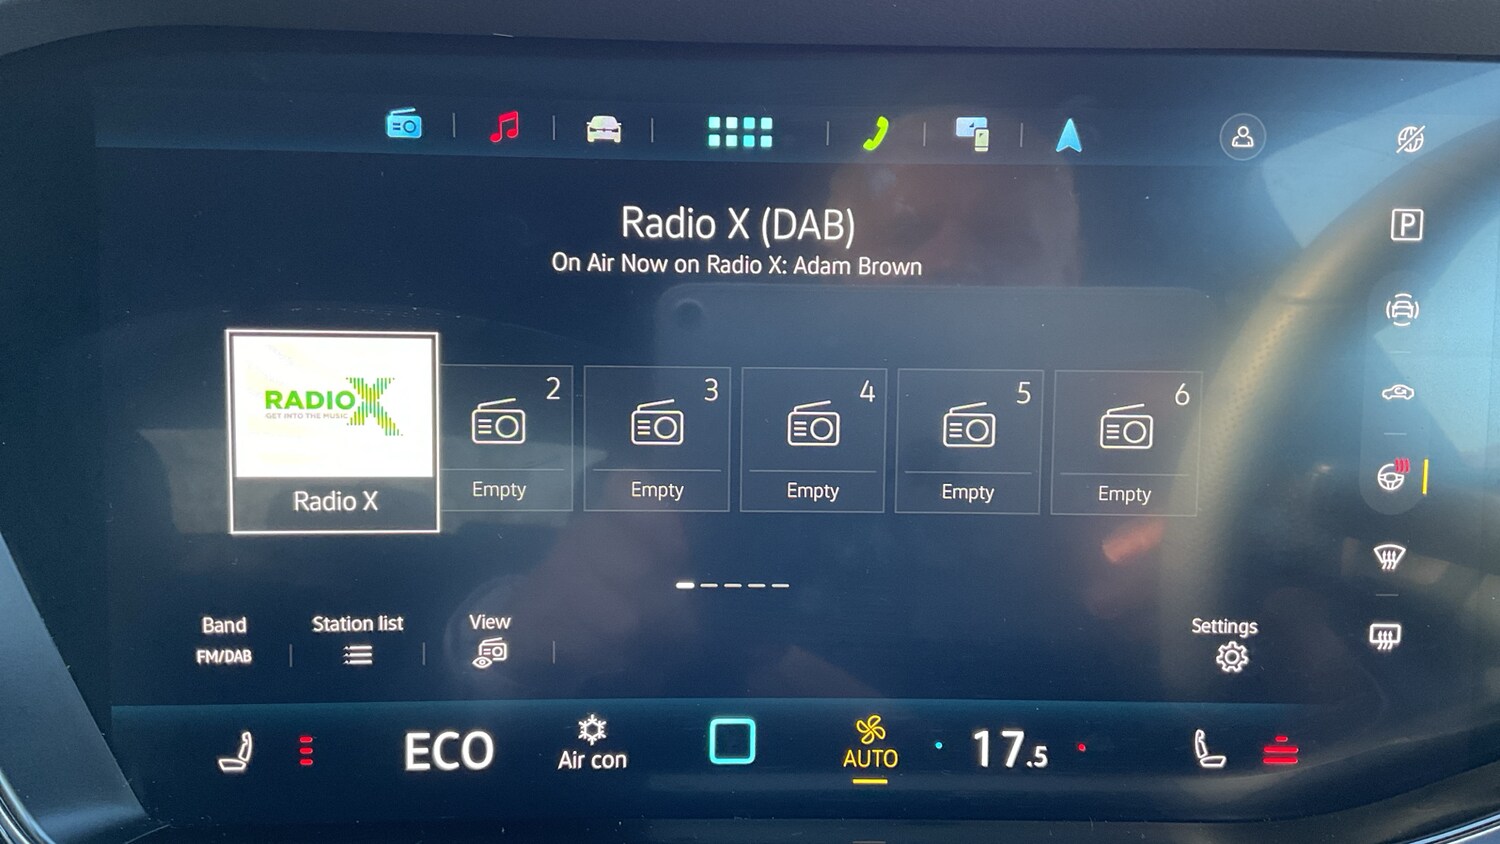 P
Radio X (DAB)
On Air Now on Radio X: Adam Brown
RADIO X
GET INTO THE MUSIC
Radio X
2
Empty
3
Empty
4
Empty
5
Empty
6
Empty
Band
FM/DAB
Station list
View
Settings
ECO
Air con
AUTO
17.5